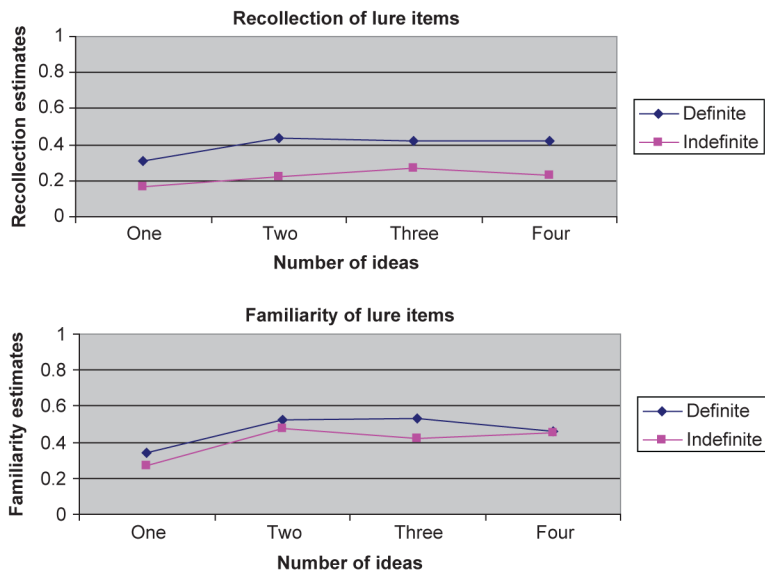 Recollection of lure items
Recollection estimates
1
0.8
0.6
0.4
0.2
0
One Two Three Four
Number of ideas
Definite
Indefinite
Familiarity of lure items
Familiarity estimates
1
0.8
0.6
0.4
0.2
0
One Two Three Four
Number of ideas
Definite
Indefinite